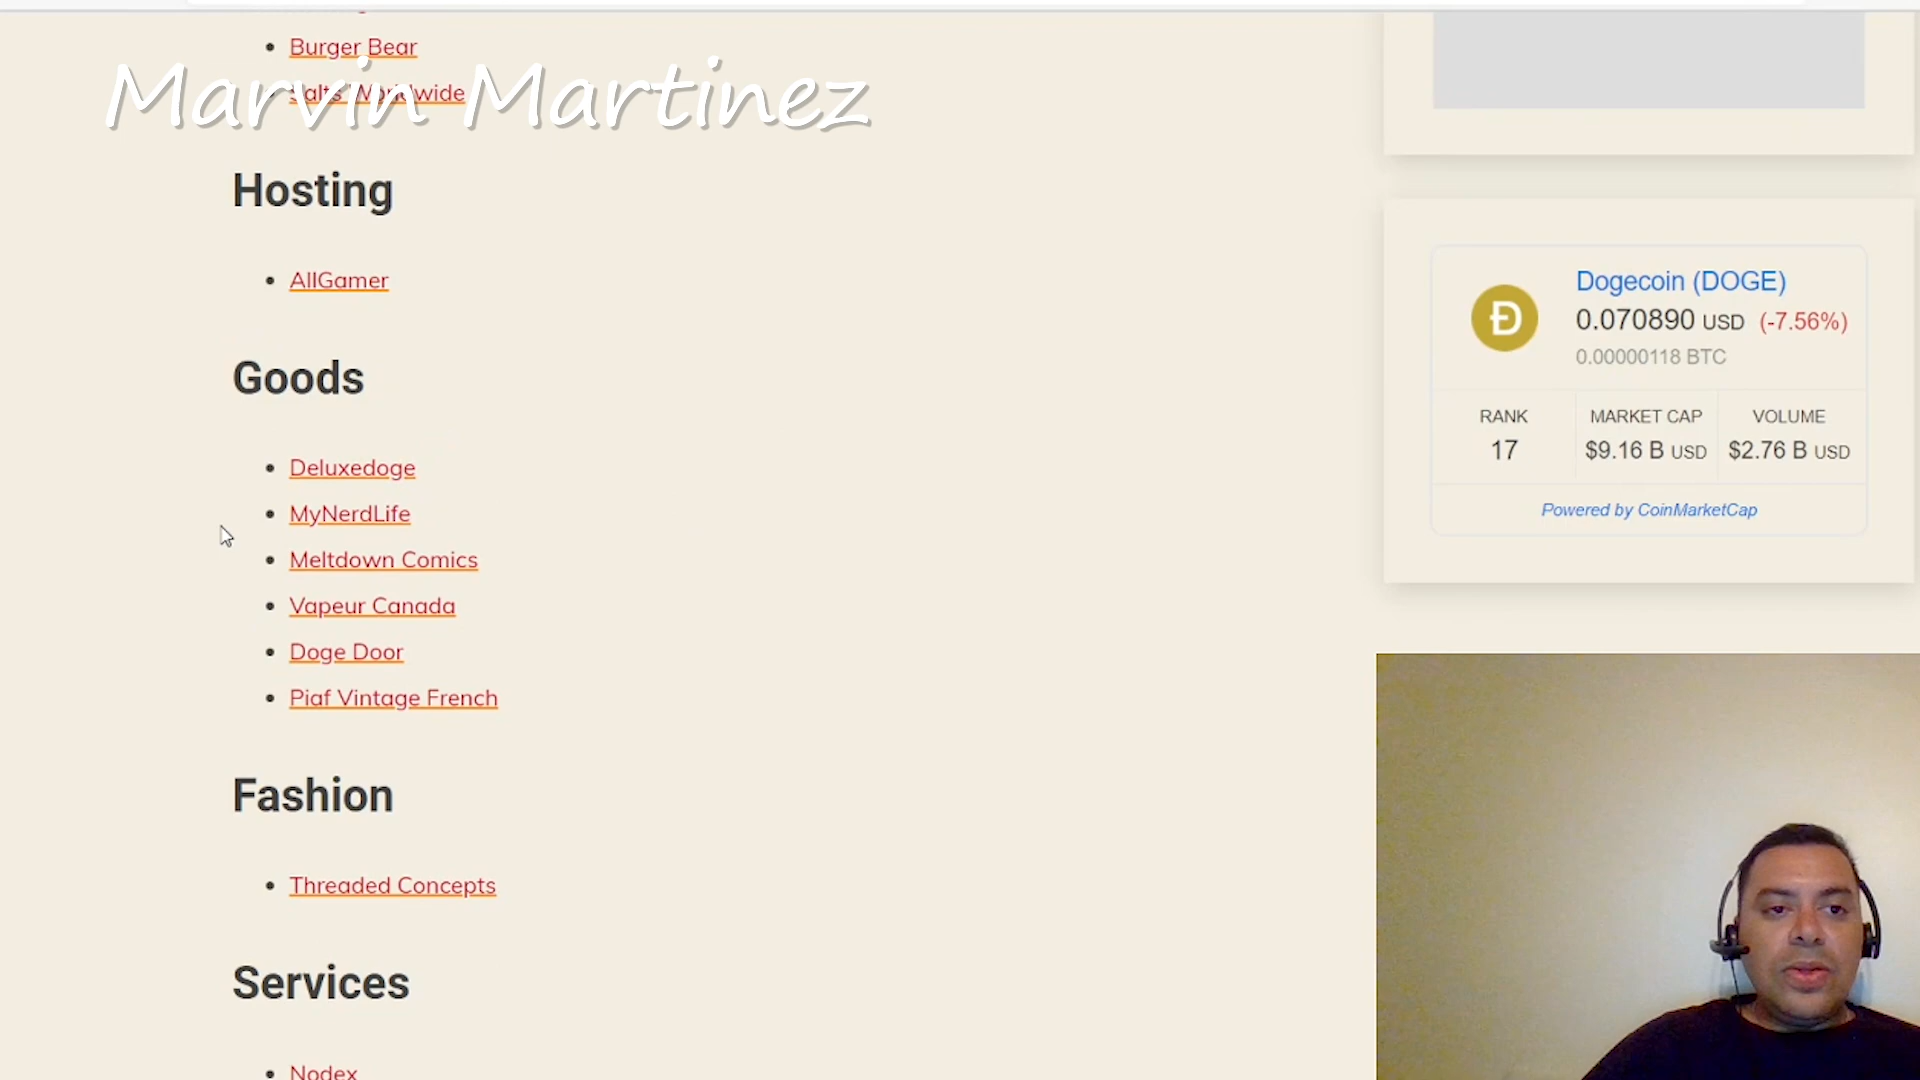 Burger Bear
Salts Worldwide
Marvin Martinez
Hosting
AllGamer
Goods
Deluxedoge
MyNerdLife
Meltdown Comics
Vapeur Canada
Doge Door
Piaf Vintage French
Fashion
Threaded Concepts
Services
Nodex
Dogecoin (DOGE)
0.070890 USD (-7.56%)
0.00000118 BTC
RANK MARKET CAP VOLUME
17 $9.16 B USD $2.76 B USD
Powered by CoinMarketCap